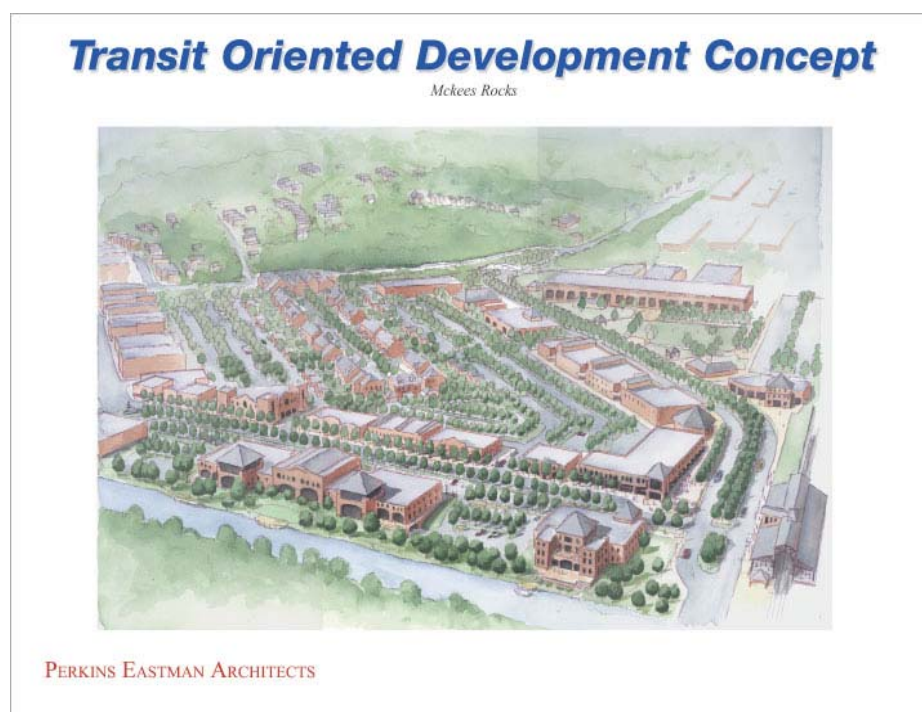 Transit Oriented Development Concept
Mckees Rocks
PERKINS EASTMAN ARCHITECTS